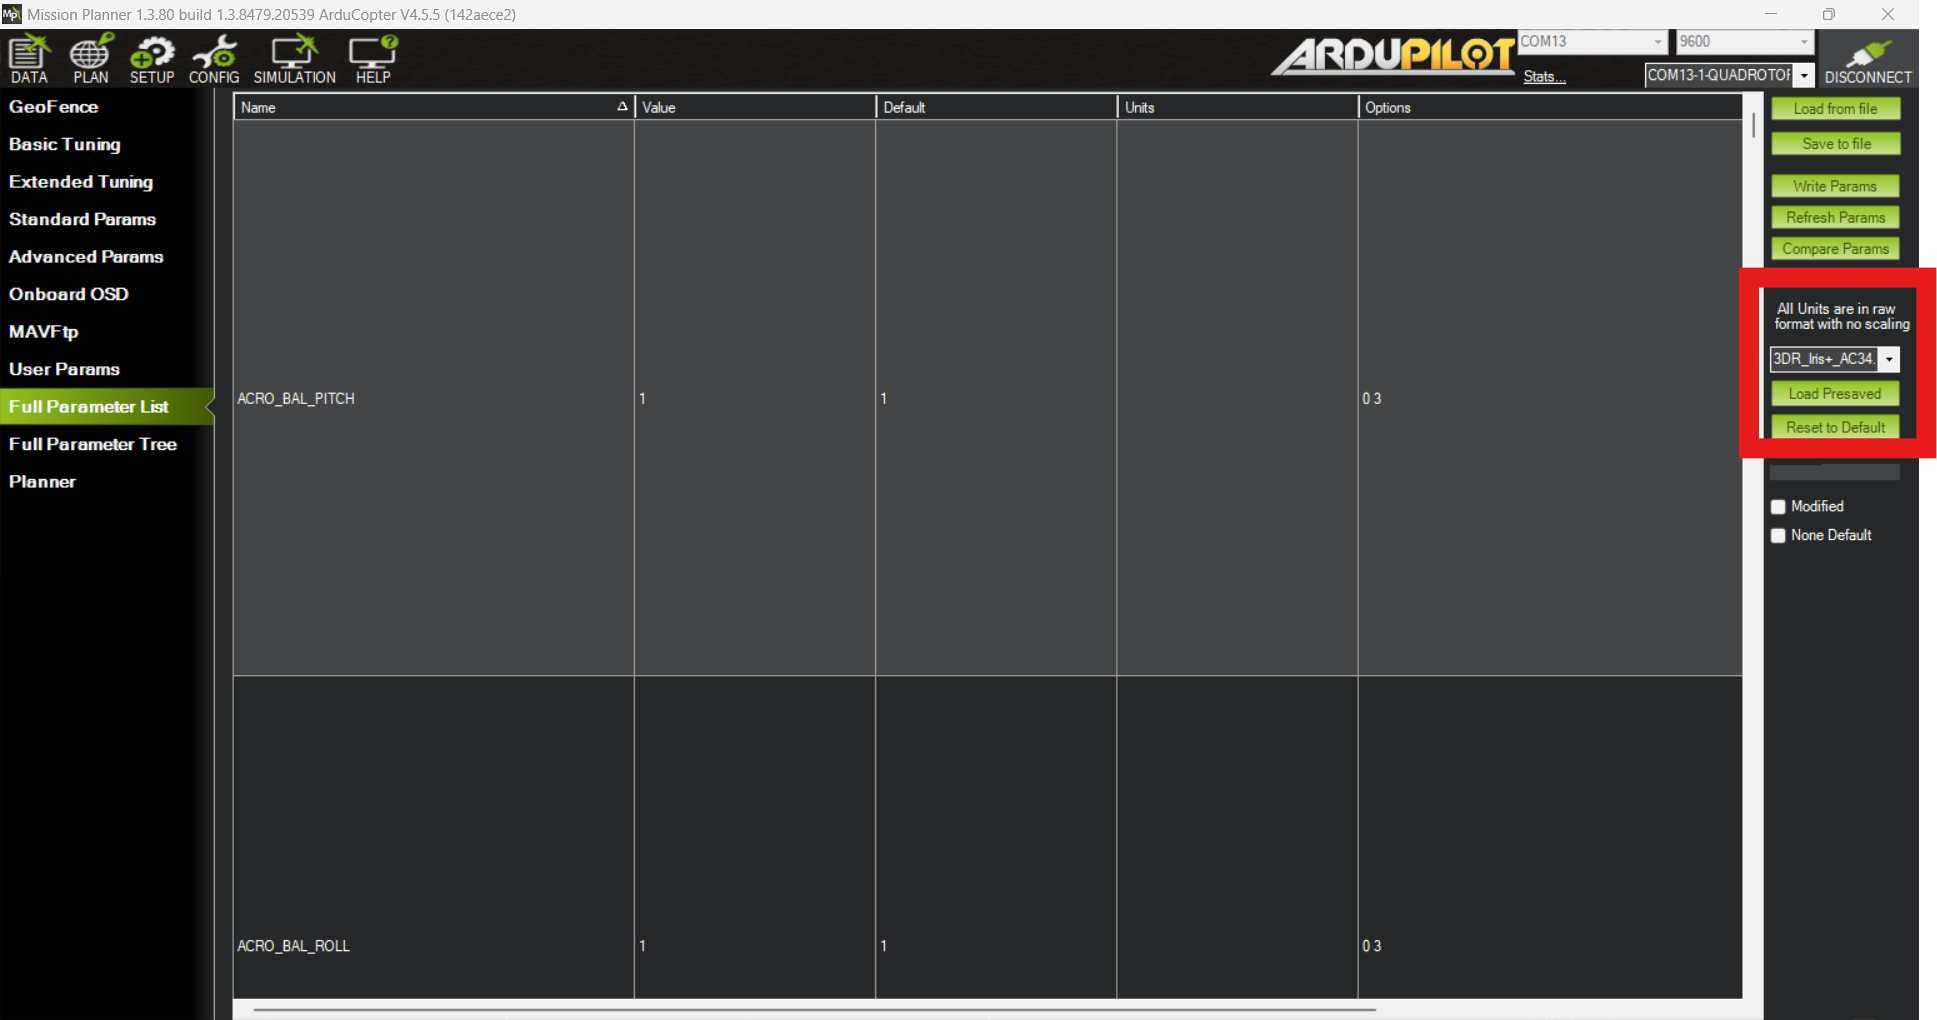 Mission Planner 1.3.80 build 1.3.8479.20539 ArduCopter V4.5.5 (142aece2)
DATA PLAN SETUP CONFIG SIMULATION HELP
ARDUPILOT
COM13 9600
Stats... COM13-1-QUADROTOR DISCONNECT
GeoFence
Basic Tuning
Extended Tuning
Standard Params
Advanced Params
Onboard OSD
MAVFtp
User Params
Full Parameter List
Full Parameter Tree
Planner
Name Value Default Units Options
ACRO_BAL_PITCH 1 1 0 3
ACRO_BAL_ROLL 1 1 0 3
Load from file
Save to file
Write Params
Refresh Params
Compare Params
All Units are in raw
format with no scaling
3DR_Iris+_AC34.
Load Presaved
Reset to Default
Modified
None Default